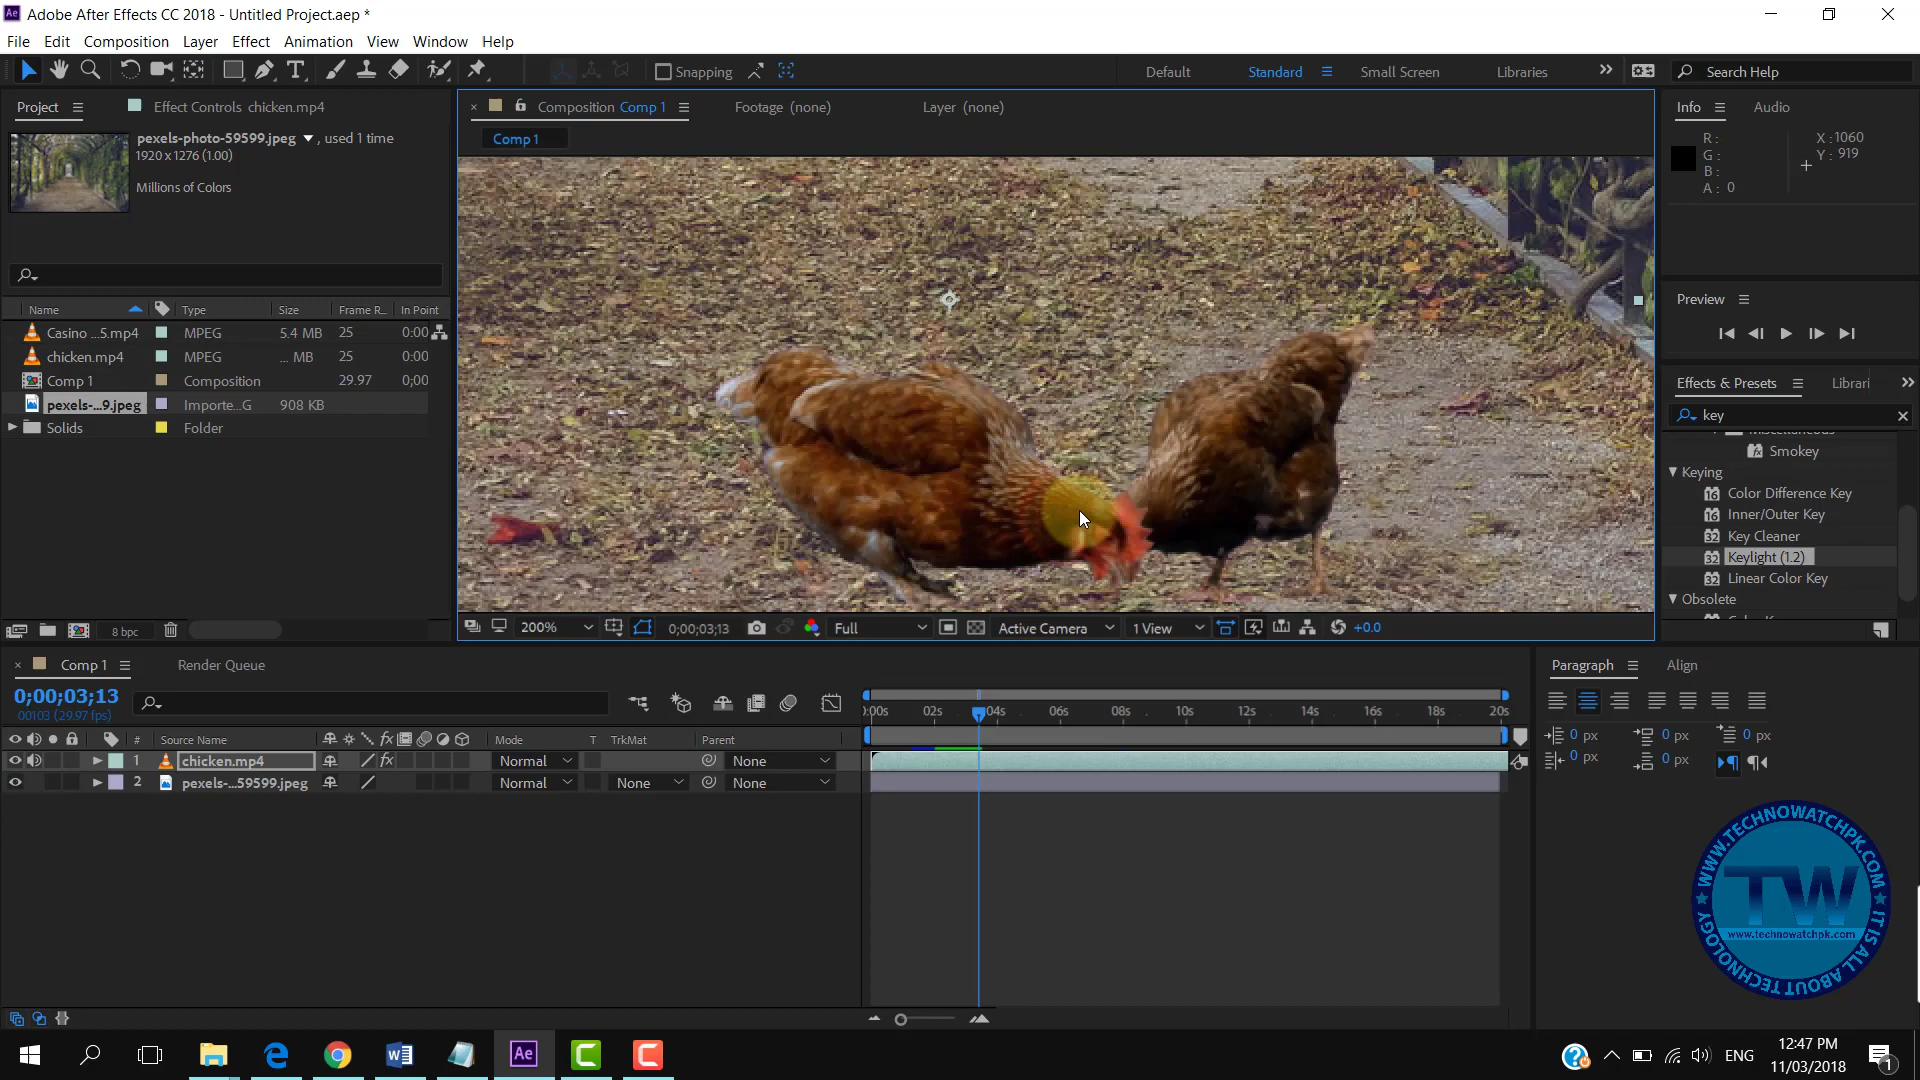 Adobe After Effects CC 2018 - Untitled Project.aep *
File Edit Composition Layer Effect Animation View Window Help
Snapping
Default Standard Small Screen Libraries
Search Help
Project Effect Controls chicken.mp4
Composition Comp 1 Footage (none) Layer (none)
Info Audio
pexels-photo-59599.jpeg , used 1 time
1920 x 1276 (1.00)
Millions of Colors
Comp 1
R :
G :
B :
A : 0
X : 1060
Y : 919
Preview
Name Type Size Frame R... In Point
Casino ...5.mp4 MPEG 5.4 MB 25 0:00
chicken.mp4 MPEG ... MB 25 0:00
Comp 1 Composition 29.97 0;00
pexels-...9.jpeg Importe...G 908 KB
Solids Folder
Effects & Presets Librari
key
Smokey
Keying
Color Difference Key
Inner/Outer Key
Key Cleaner
Keylight (1.2)
Linear Color Key
Obsolete
8 bpc
200% 0;00;03;13 Full Active Camera 1 View +0.0
Comp 1 Render Queue
0;00;03;13
00103 (29.97 fps)
:00s 02s 04s 06s 08s 10s 12s 14s 16s 18s 20s
# Source Name Mode T TrkMat Parent
1 chicken.mp4 Normal None
2 pexels-...59599.jpeg Normal None None
Paragraph Align
0 px 0 px 0 px
0 px 0 px
WWW.TECHNOWATCHPK.COM
TW
www.technowatchpk.com
IT IS ALL ABOUT TECHNOLOGY
Ae
ENG
12:47 PM
11/03/2018
1